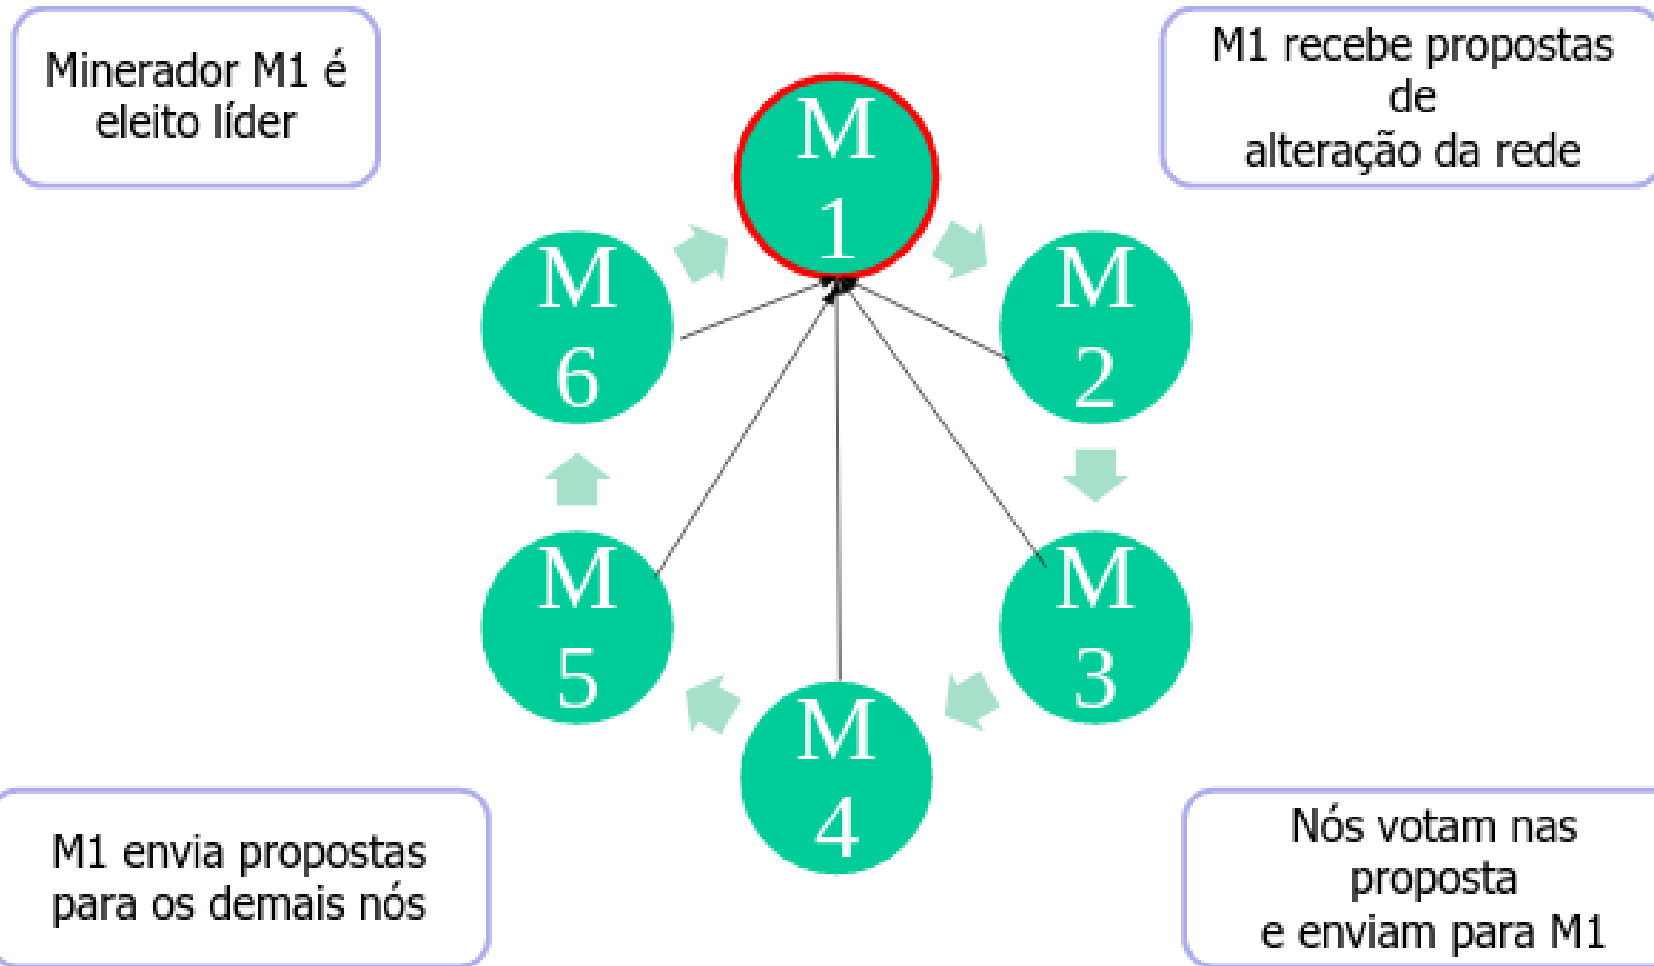 Minerador M1 é
eleito líder
M1 recebe propostas
de
alteração da rede
M
1
M
6
M
2
M
5
M
3
M
4
M1 envia propostas
para os demais nós
Nós votam nas
proposta
e enviam para M1